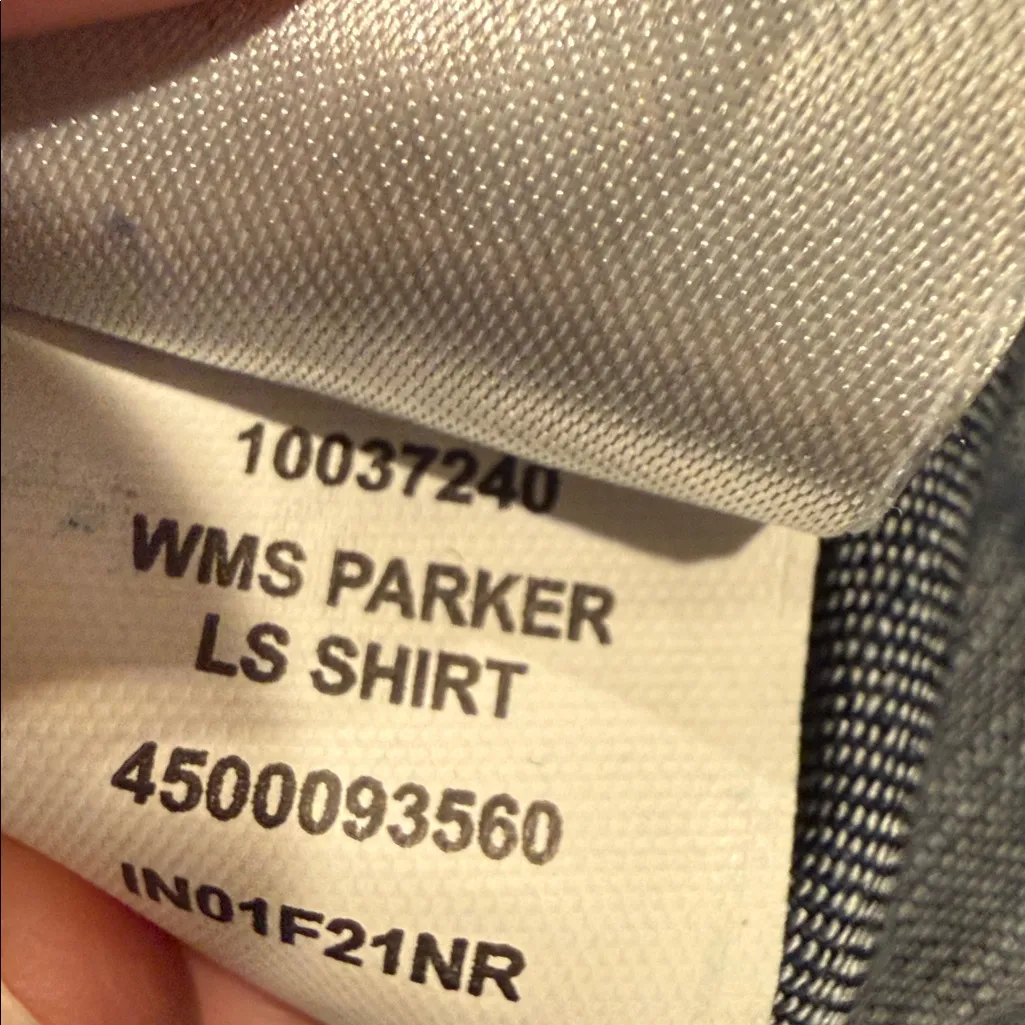 10037240
WMS PARKER
LS SHIRT
4500093560
IN01F21NR